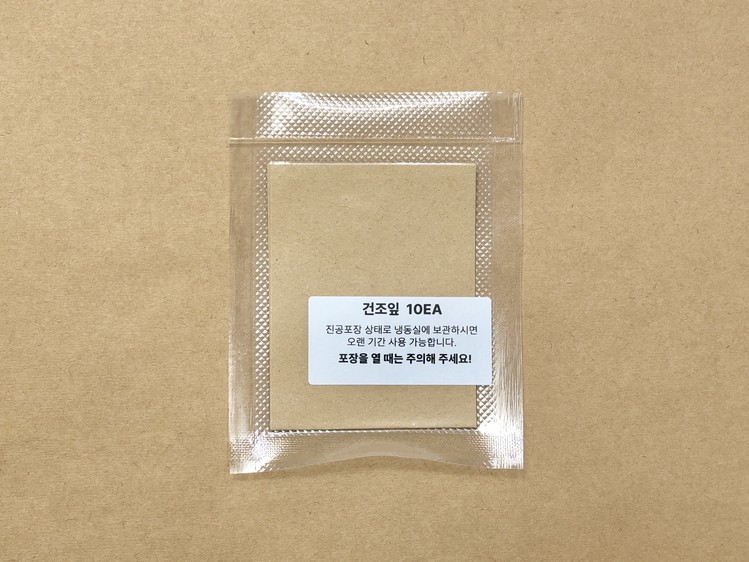 건조잎 10EA
진공포장 상태로 냉동실에 보관하시면
오랜 기간 사용 가능합니다.
포장을 열 때는 주의해 주세요!